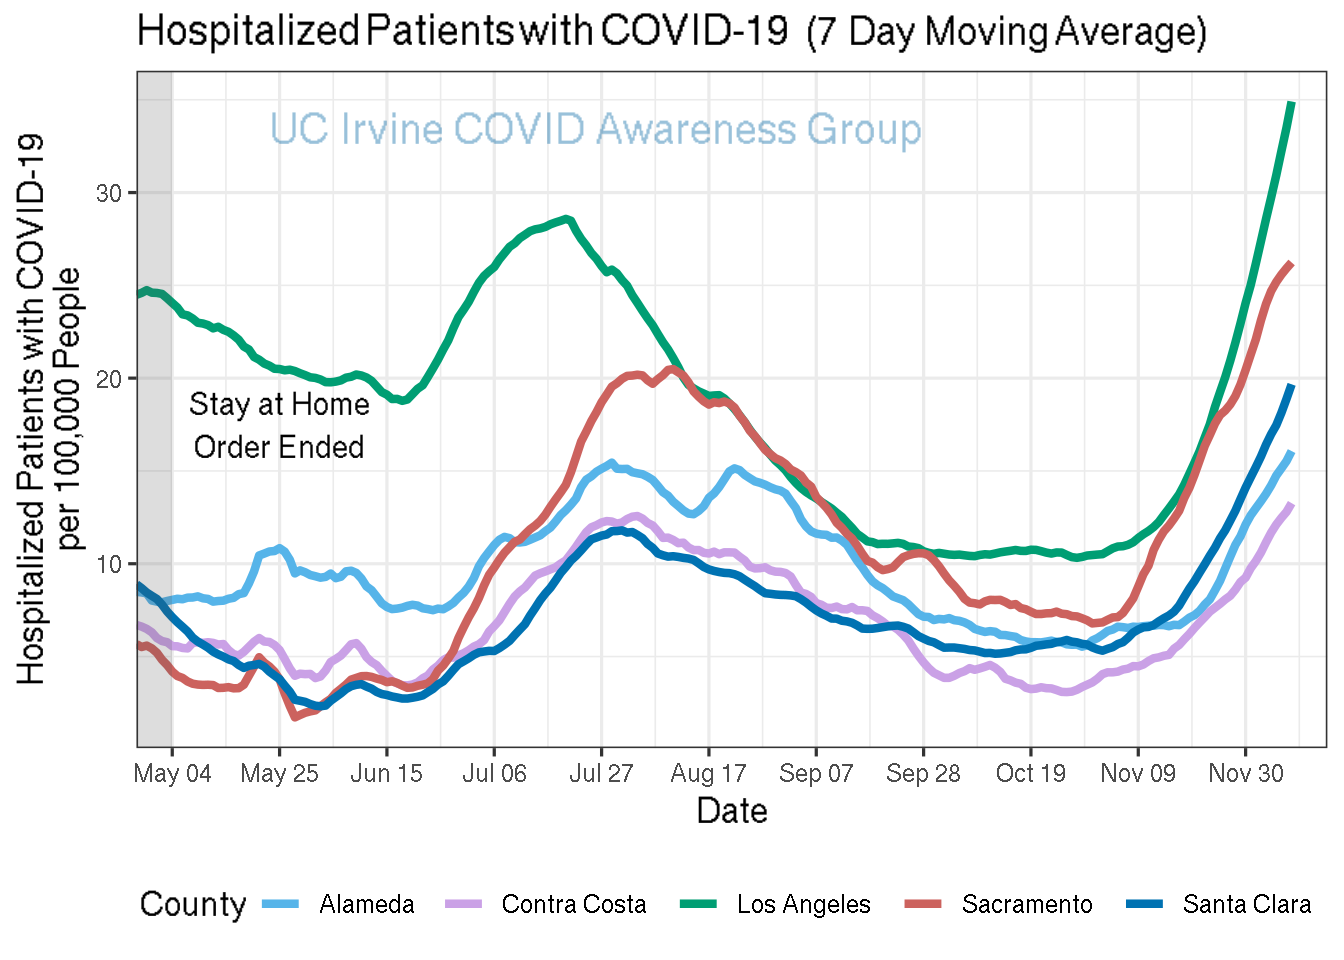 Hospitalized Patients with COVID-19 (7 Day Moving Average)
UC Irvine COVID Awareness Group
Hospitalized Patients with COVID-19
per 100,000 People
30
20
10
Stay at Home
Order Ended
May 04 May 25 Jun 15 Jul 06 Jul 27 Aug 17 Sep 07 Sep 28 Oct 19 Nov 09 Nov 30
Date
County Alameda Contra Costa Los Angeles Sacramento Santa Clara